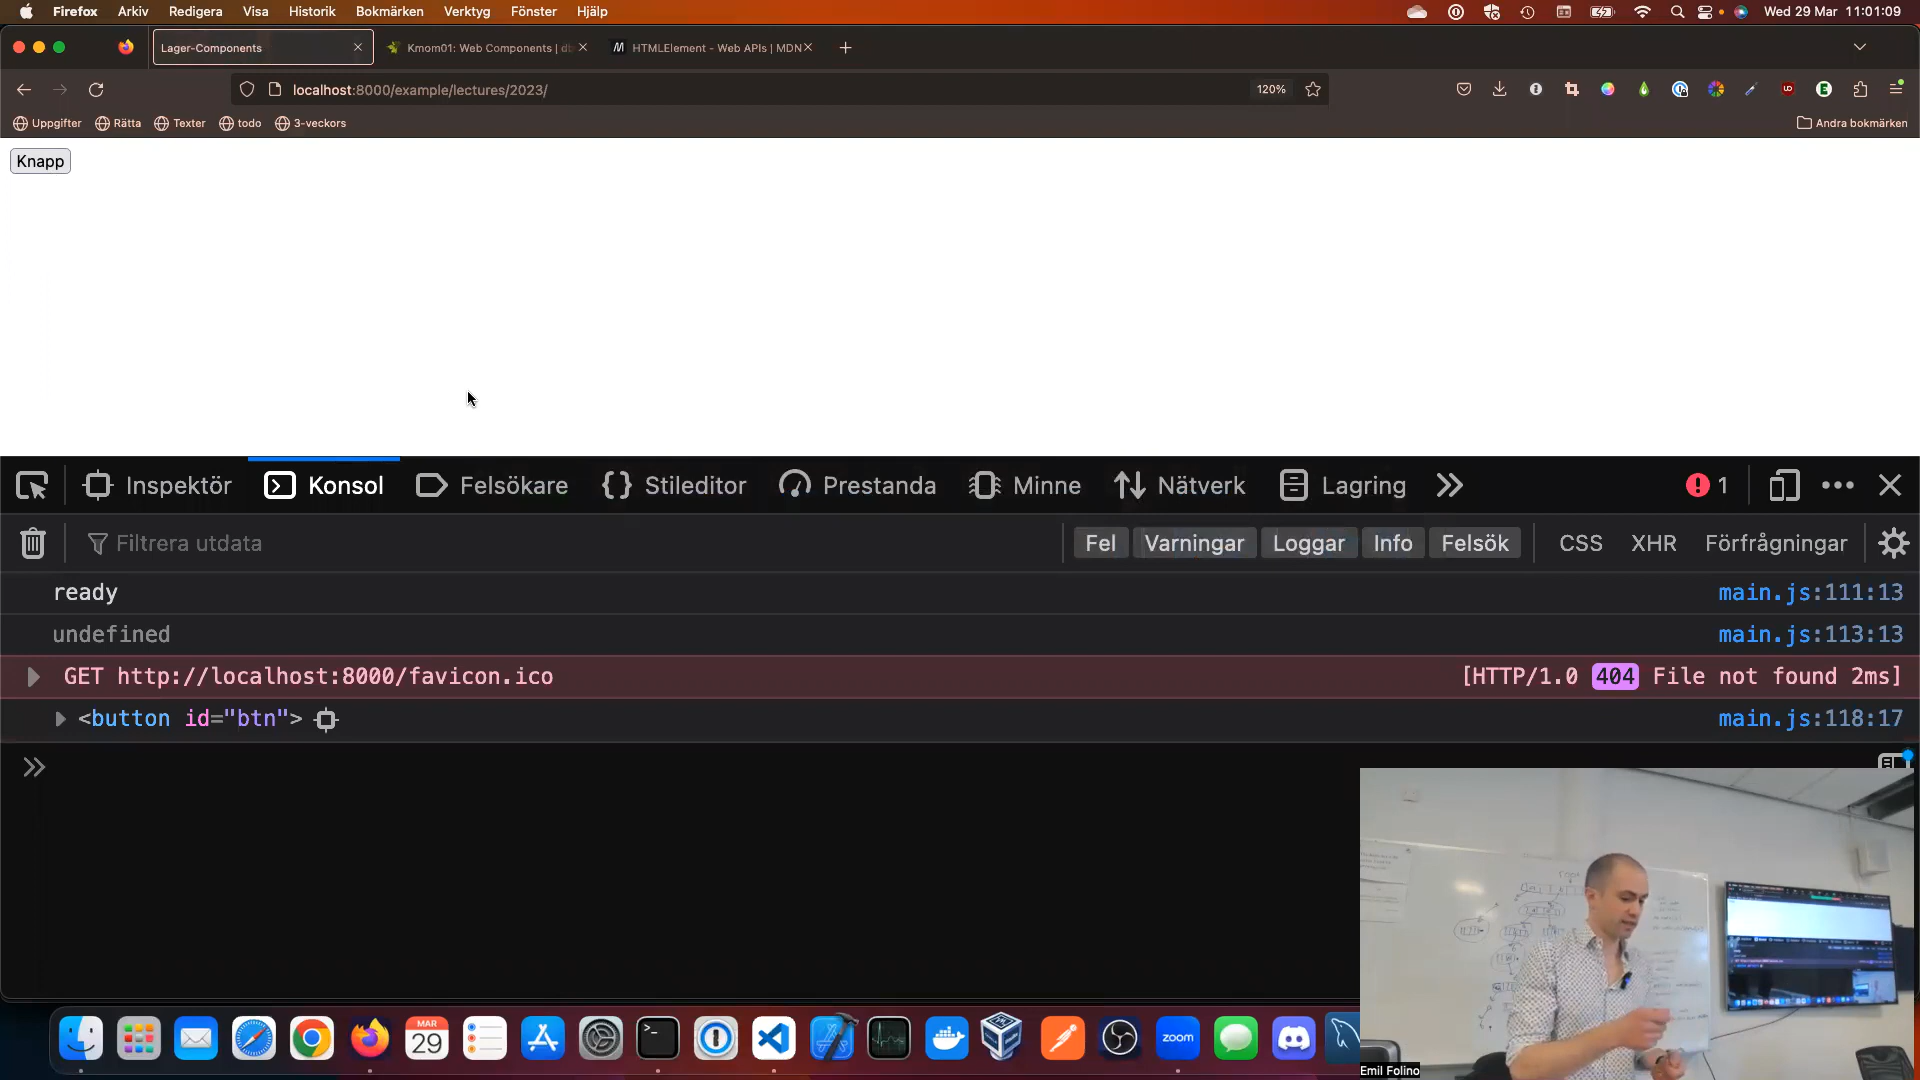 Firefox Arkiv Redigera Visa Historik Bokmärken Verktyg Fönster Hjälp Wed 29 Mar 11:01:09
Lager-Components Kmom01: Web Components | db HTMLElement - Web APIs | MDN
localhost:8000/example/lectures/2023/ 120%
Uppgifter Rätta Texter todo 3-veckors Andra bokmärken
Knapp
Inspektör Konsol Felsökare Stileditor Prestanda Minne Nätverk Lagring 1
Filtrera utdata Fel Varningar Loggar Info Felsök CSS XHR Förfrågningar
ready main.js:111:13
undefined main.js:113:13
GET http://localhost:8000/favicon.ico [HTTP/1.0 404 File not found 2ms]
<button id="btn"> main.js:118:17
MAR
29
zoom
Emil Folino